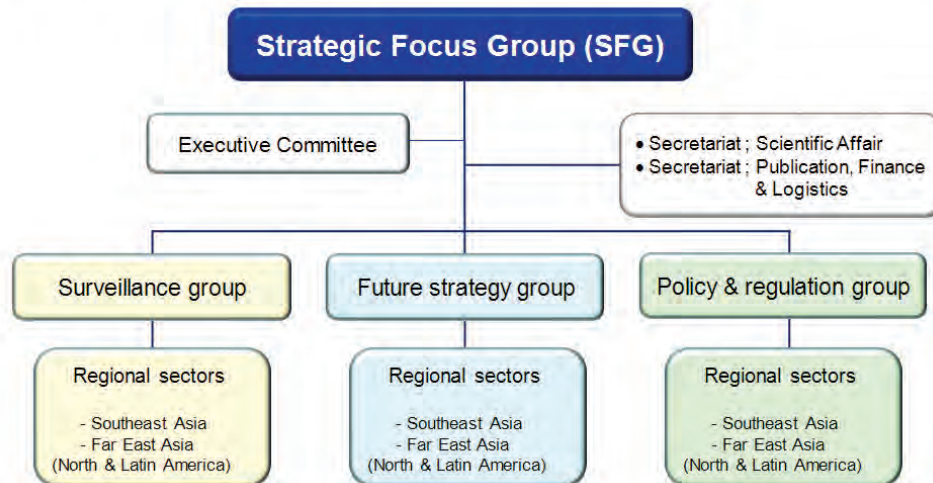 Strategic Focus Group (SFG)
Executive Committee
• Secretariat ; Scientific Affair
• Secretariat ; Publication, Finance
& Logistics
Surveillance group
Future strategy group
Policy & regulation group
Regional sectors
- Southeast Asia
- Far East Asia
(North & Latin America)
Regional sectors
- Southeast Asia
- Far East Asia
(North & Latin America)
Regional sectors
- Southeast Asia
- Far East Asia
(North & Latin America)